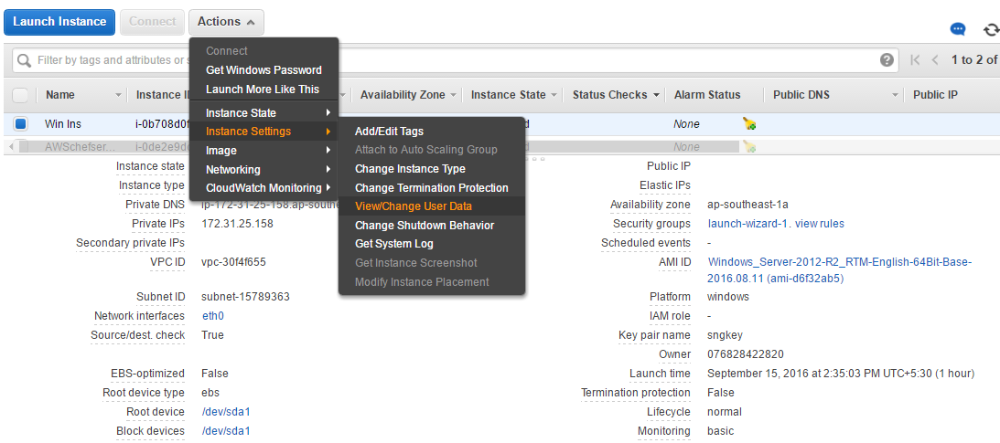 Launch Instance Connect Actions
Connect
Filter by tags and attributes or 1 to 2 of
Get Windows Password
Launch More Like This
Name Instance Availability Zone Instance State Status Checks Alarm Status Public DNS Public IP
Instance State
Win Ins None
Instance Settings Add/Edit Tags
AWSchefser... None
Image Attach to Auto Scaling Group
Instance state Public IP
Networking Change Instance Type
Instance type CloudWatch Monitoring Change Termination Protection Elastic IPs
Private DNS ip-172-31-25-158.ap-southe View/Change User Data Availability zone ap-southeast-1a
Private IPs 172.31.25.158 Change Shutdown Behavior Security groups launch-wizard-1. view rules
Secondary private IPs Get System Log Scheduled events -
VPC ID vpc-30f4f655 Get Instance Screenshot AMI ID Windows_Server-2012-R2_RTM-English-64Bit-Base-
Modify Instance Placement 2016.08.11 (ami-d6f32ab5)
Subnet ID subnet-15789363 Platform windows
Network interfaces eth0 IAM role -
Source/dest. check True Key pair name sngkey
Owner 076828422820
EBS-optimized False Launch time September 15, 2016 at 2:35:03 PM UTC+5:30 (1 hour)
Root device type ebs Termination protection False
Root device /dev/sda1 Lifecycle normal
Block devices /dev/sda1 Monitoring basic